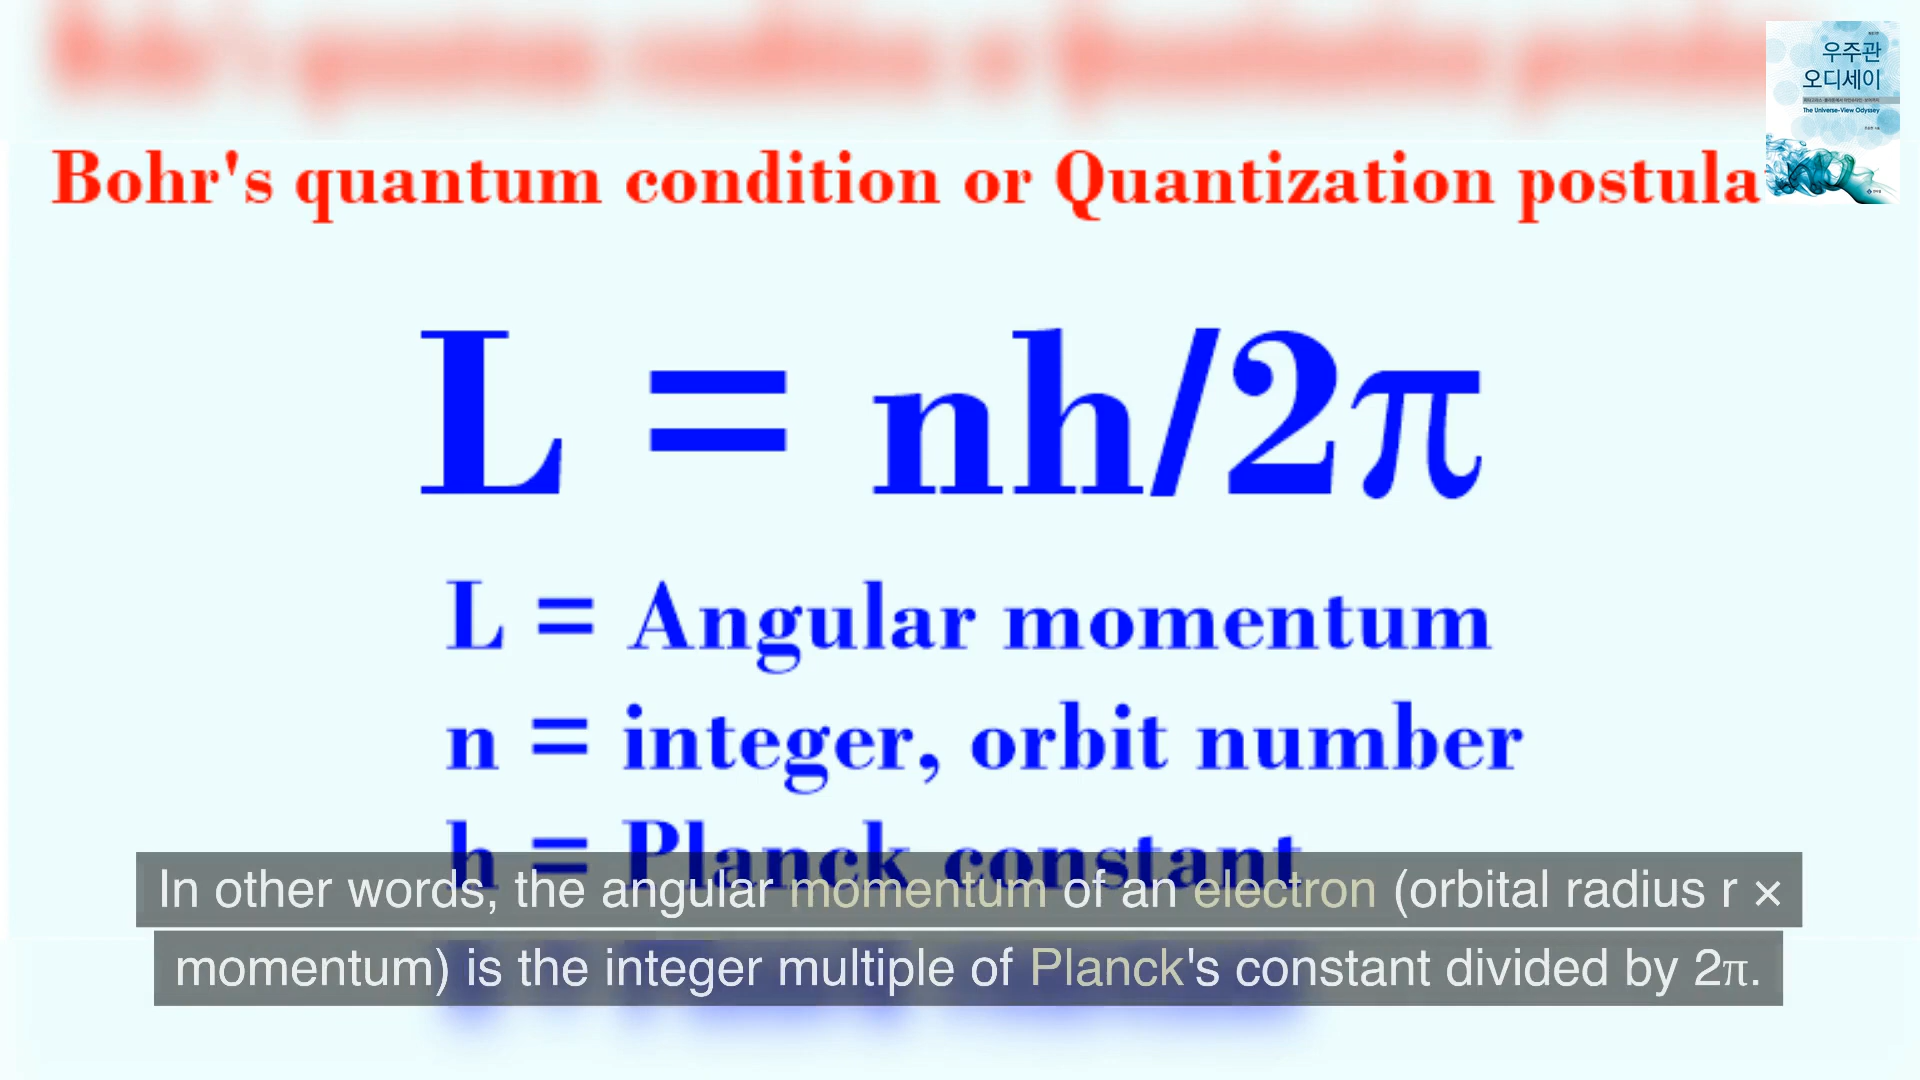 Bohr's quantum condition or Quantization postula
우주관
오디세이
The Universe-View Odyssey
L = nh/2π
L = Angular momentum
n = integer, orbit number
h = Planck constant
In other words, the angular momentum of an electron (orbital radius r ×
momentum) is the integer multiple of Planck's constant divided by 2π.